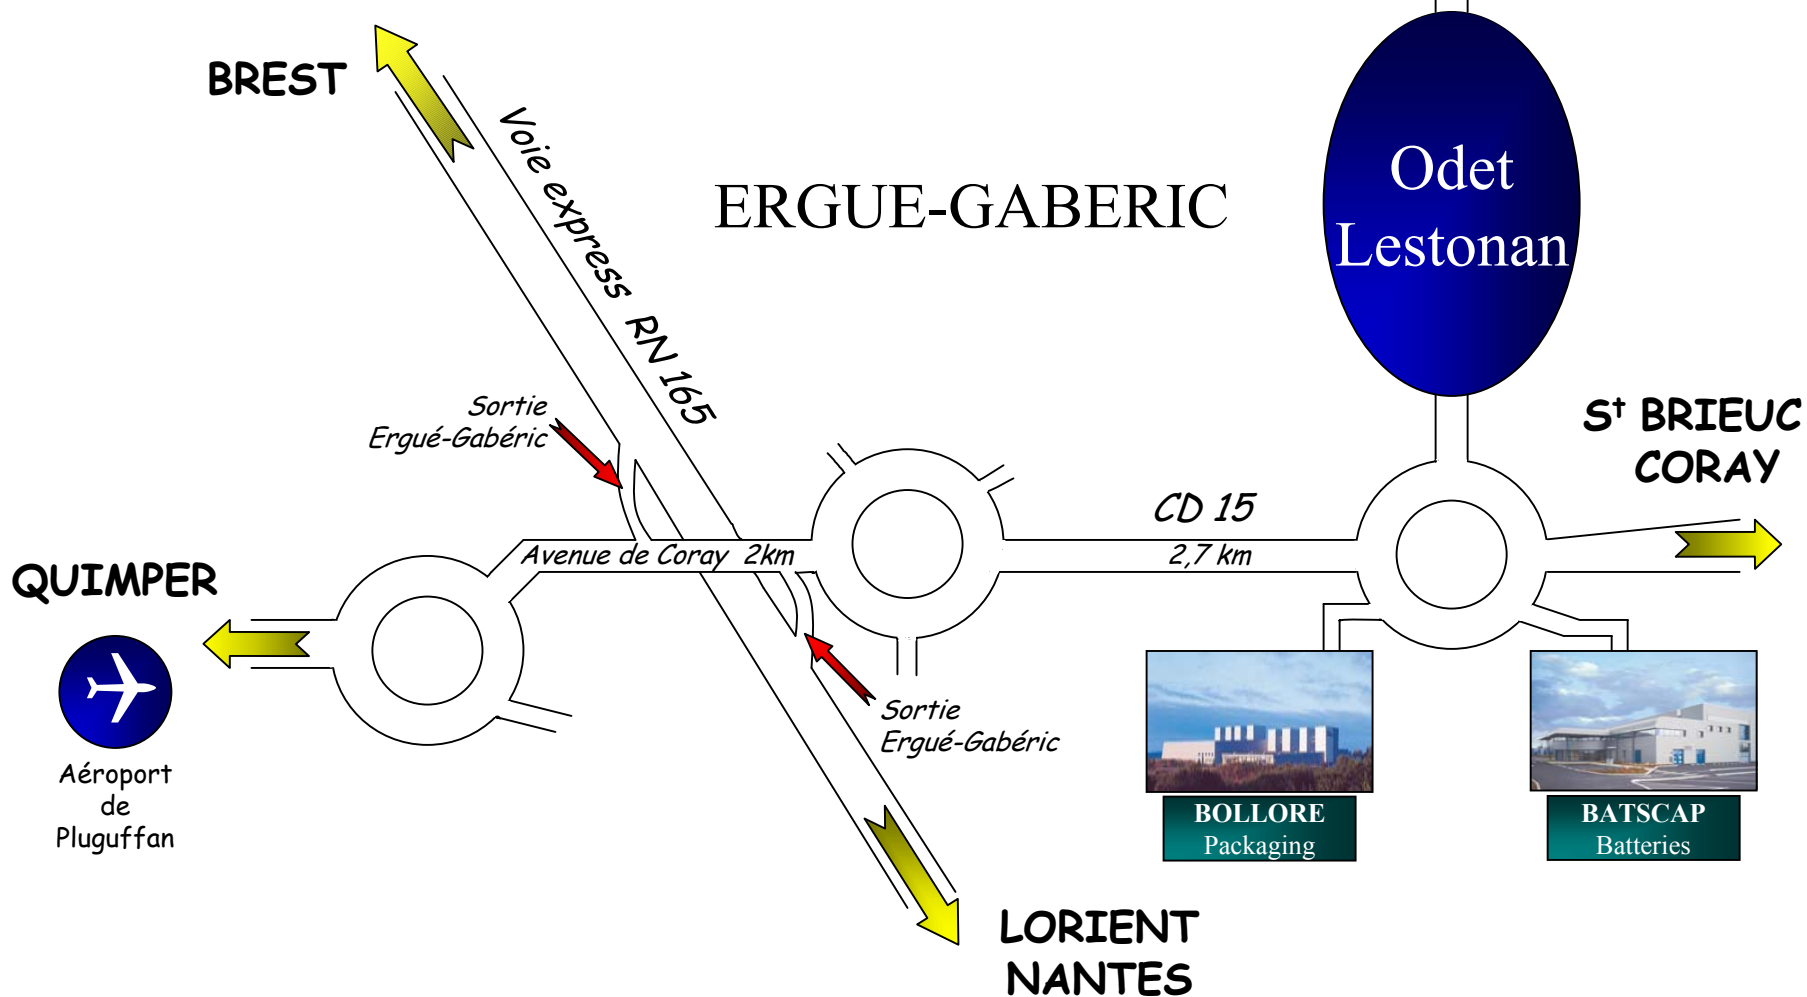 BREST
Voie express RN 165
ERGUE-GABERIC
Odet
Lestonan
Sortie
Ergué-Gabéric
Sᵗ BRIEUC
CORAY
CD 15
2,7 km
Avenue de Coray 2km
QUIMPER
Aéroport
de
Pluguffan
Sortie
Ergué-Gabéric
BOLLORE
Packaging
BATSCAP
Batteries
LORIENT
NANTES